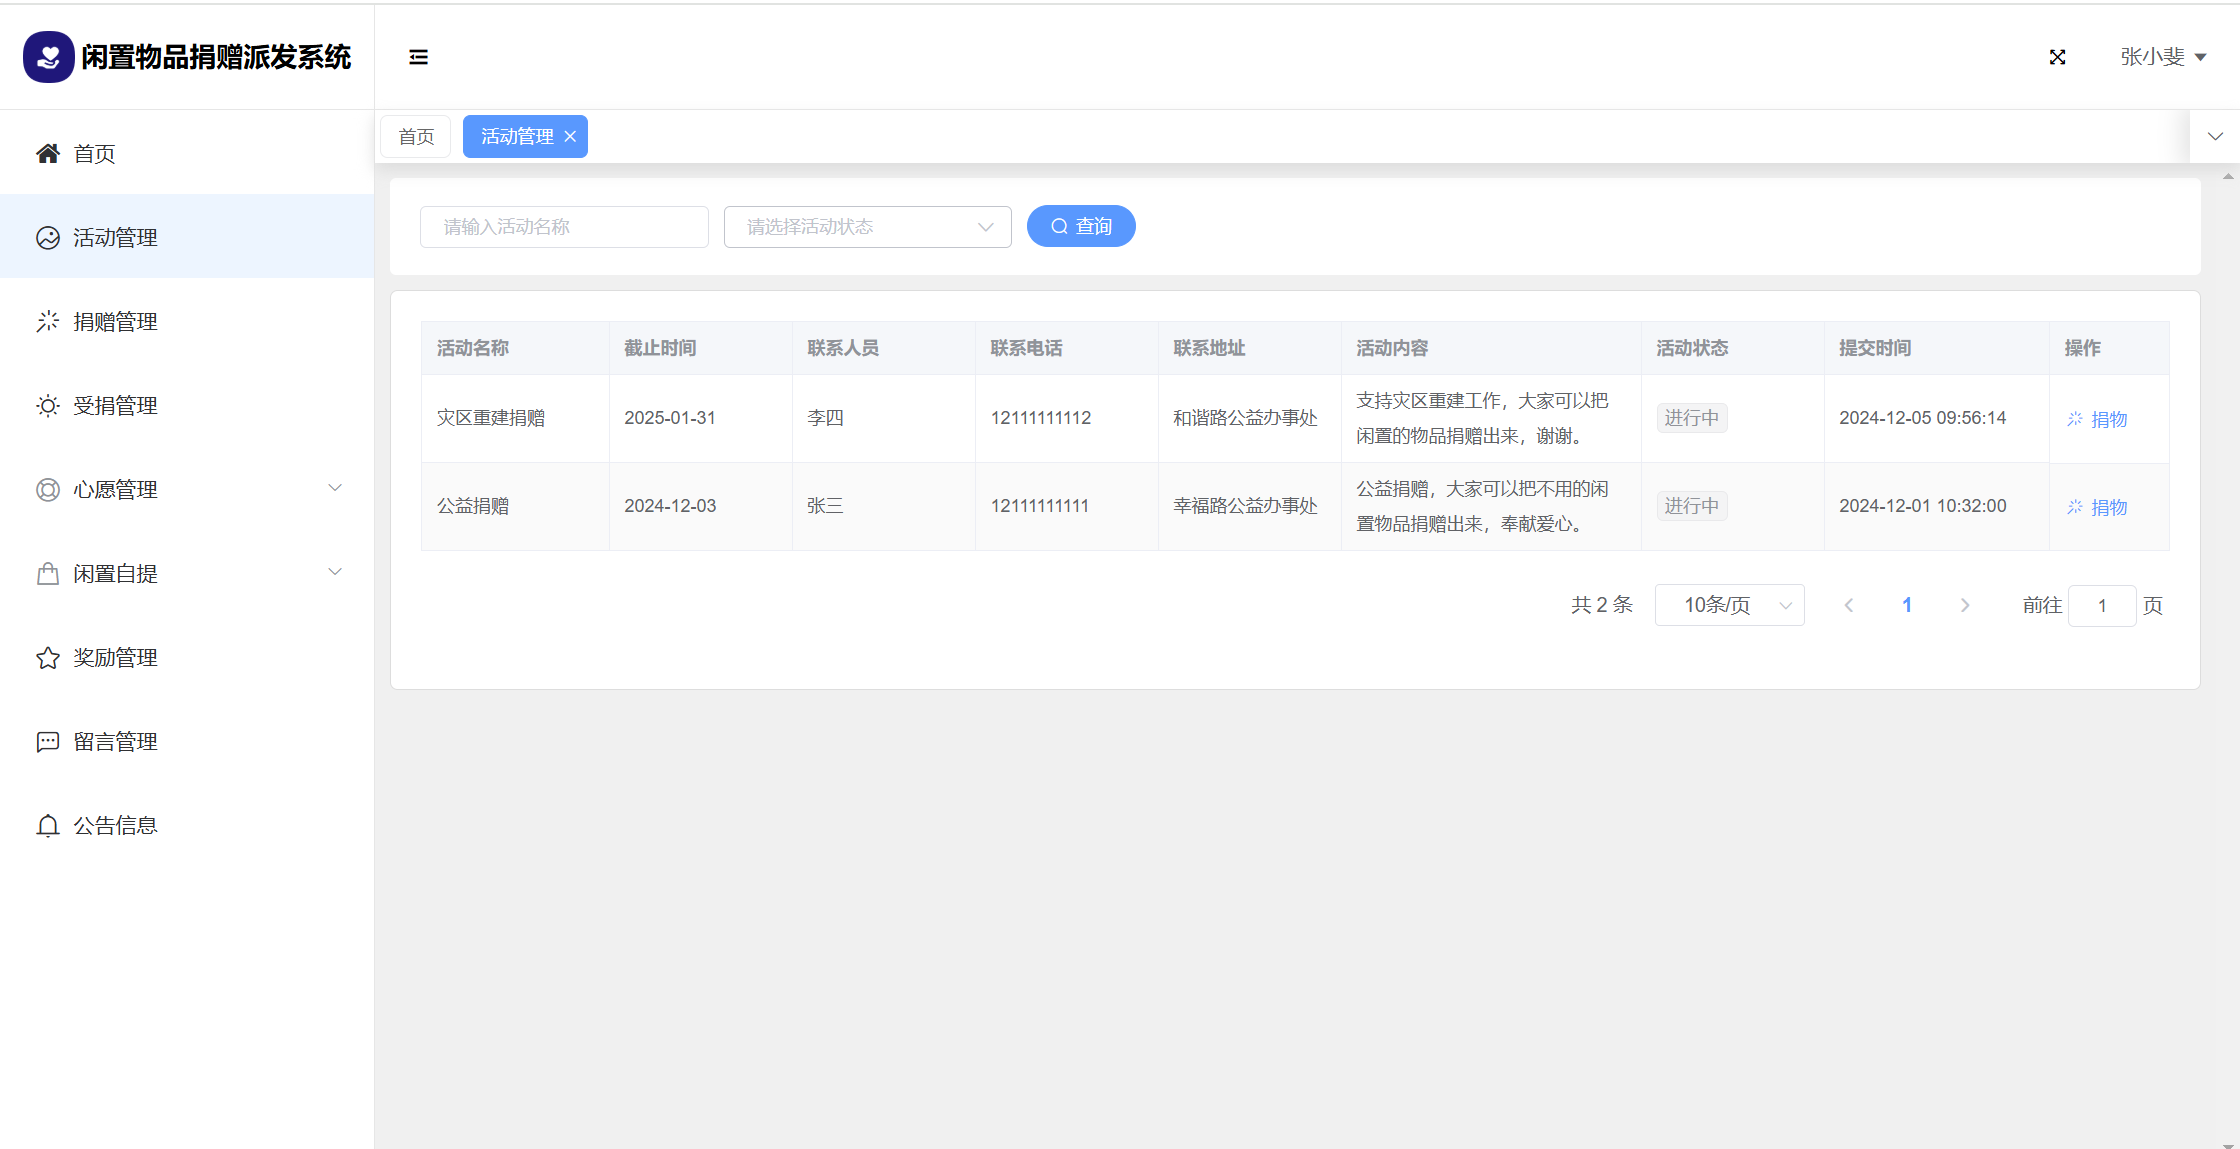 闲置物品捐赠派发系统
张小斐
首页
活动管理
捐赠管理
受捐管理
心愿管理
闲置自提
奖励管理
留言管理
公告信息
首页 活动管理
请输入活动名称 请选择活动状态 查询
活动名称 截止时间 联系人员 联系电话 联系地址 活动内容 活动状态 提交时间 操作
灾区重建捐赠 2025-01-31 李四 12111111112 和谐路公益办事处 支持灾区重建工作，大家可以把
闲置的物品捐赠出来，谢谢。 进行中 2024-12-05 09:56:14 捐物
公益捐赠 2024-12-03 张三 12111111111 幸福路公益办事处 公益捐赠，大家可以把不用的闲
置物品捐赠出来，奉献爱心。 进行中 2024-12-01 10:32:00 捐物
共 2 条 10条/页 1 前往 1 页